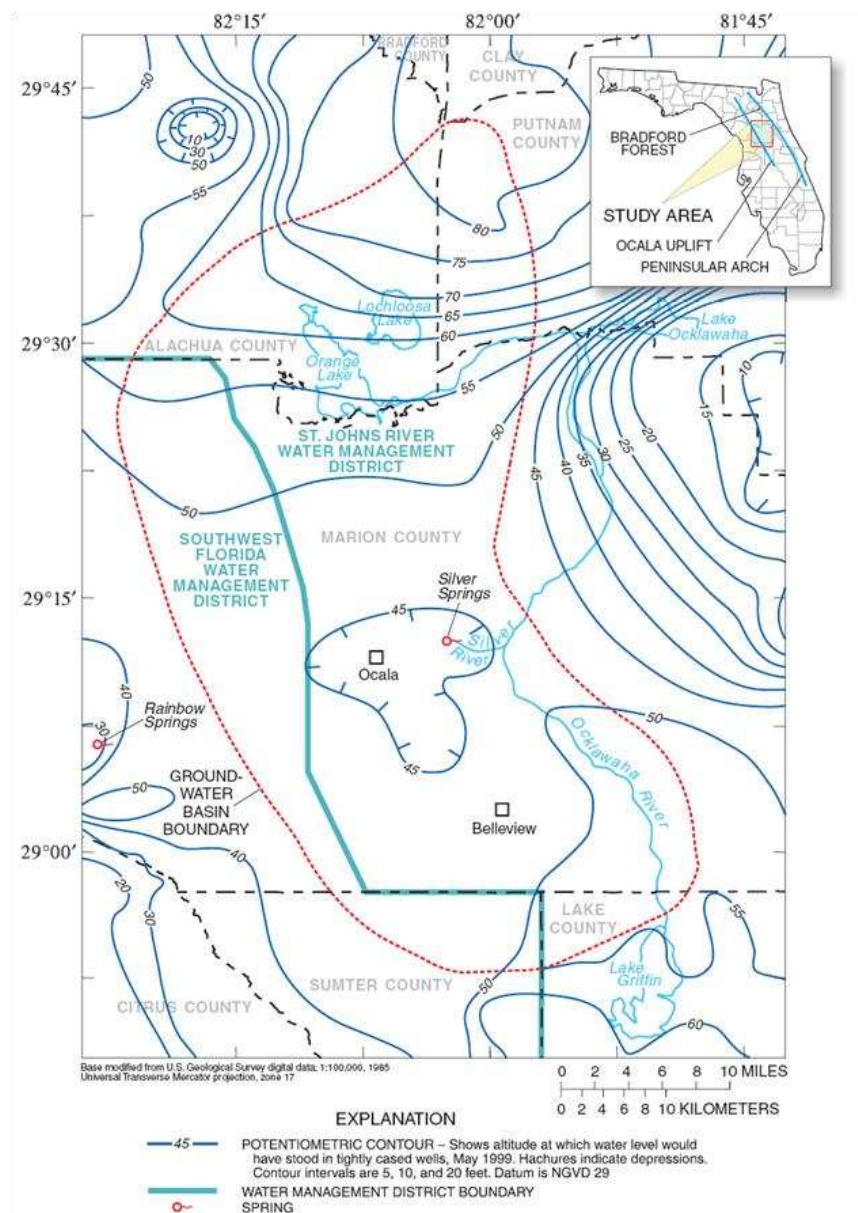 82°15′ 82°00′ 81°45′
29°45′
29°30′
29°15′
29°00′
BRADFORD
COUNTY
CLAY
COUNTY
PUTNAM
COUNTY
BRADFORD
FOREST
STUDY AREA
OCALA UPLIFT
PENINSULAR ARCH
50
10
30
50
55
80
75
70
65
60
Lochloosa
Lake
Lake
Ocklawaha
ALACHUA COUNTY
Orange
Lake
55
10
15
20
25
30
35
40
45
50
ST. JOHNS RIVER
WATER MANAGEMENT
DISTRICT
50
MARION COUNTY
SOUTHWEST
FLORIDA
WATER
MANAGEMENT
DISTRICT
Silver
Springs
45
Silver
River
Ocala
40
Rainbow
Springs
30
45
50
Ocklawaha River
50
GROUND-
WATER
BASIN
BOUNDARY
Belleview
40
20
30
LAKE
COUNTY
55
Lake
Griffin
SUMTER COUNTY
50
CITRUS COUNTY
60
Base modified from U.S. Geological Survey digital data; 1:100,000, 1985
Universal Transverse Mercator projection, zone 17
0 2 4 6 8 10 MILES
0 2 4 6 8 10 KILOMETERS
EXPLANATION
45 POTENTIOMETRIC CONTOUR – Shows altitude at which water level would
have stood in tightly cased wells, May 1999. Hachures indicate depressions.
Contour intervals are 5, 10, and 20 feet. Datum is NGVD 29
WATER MANAGEMENT DISTRICT BOUNDARY
SPRING